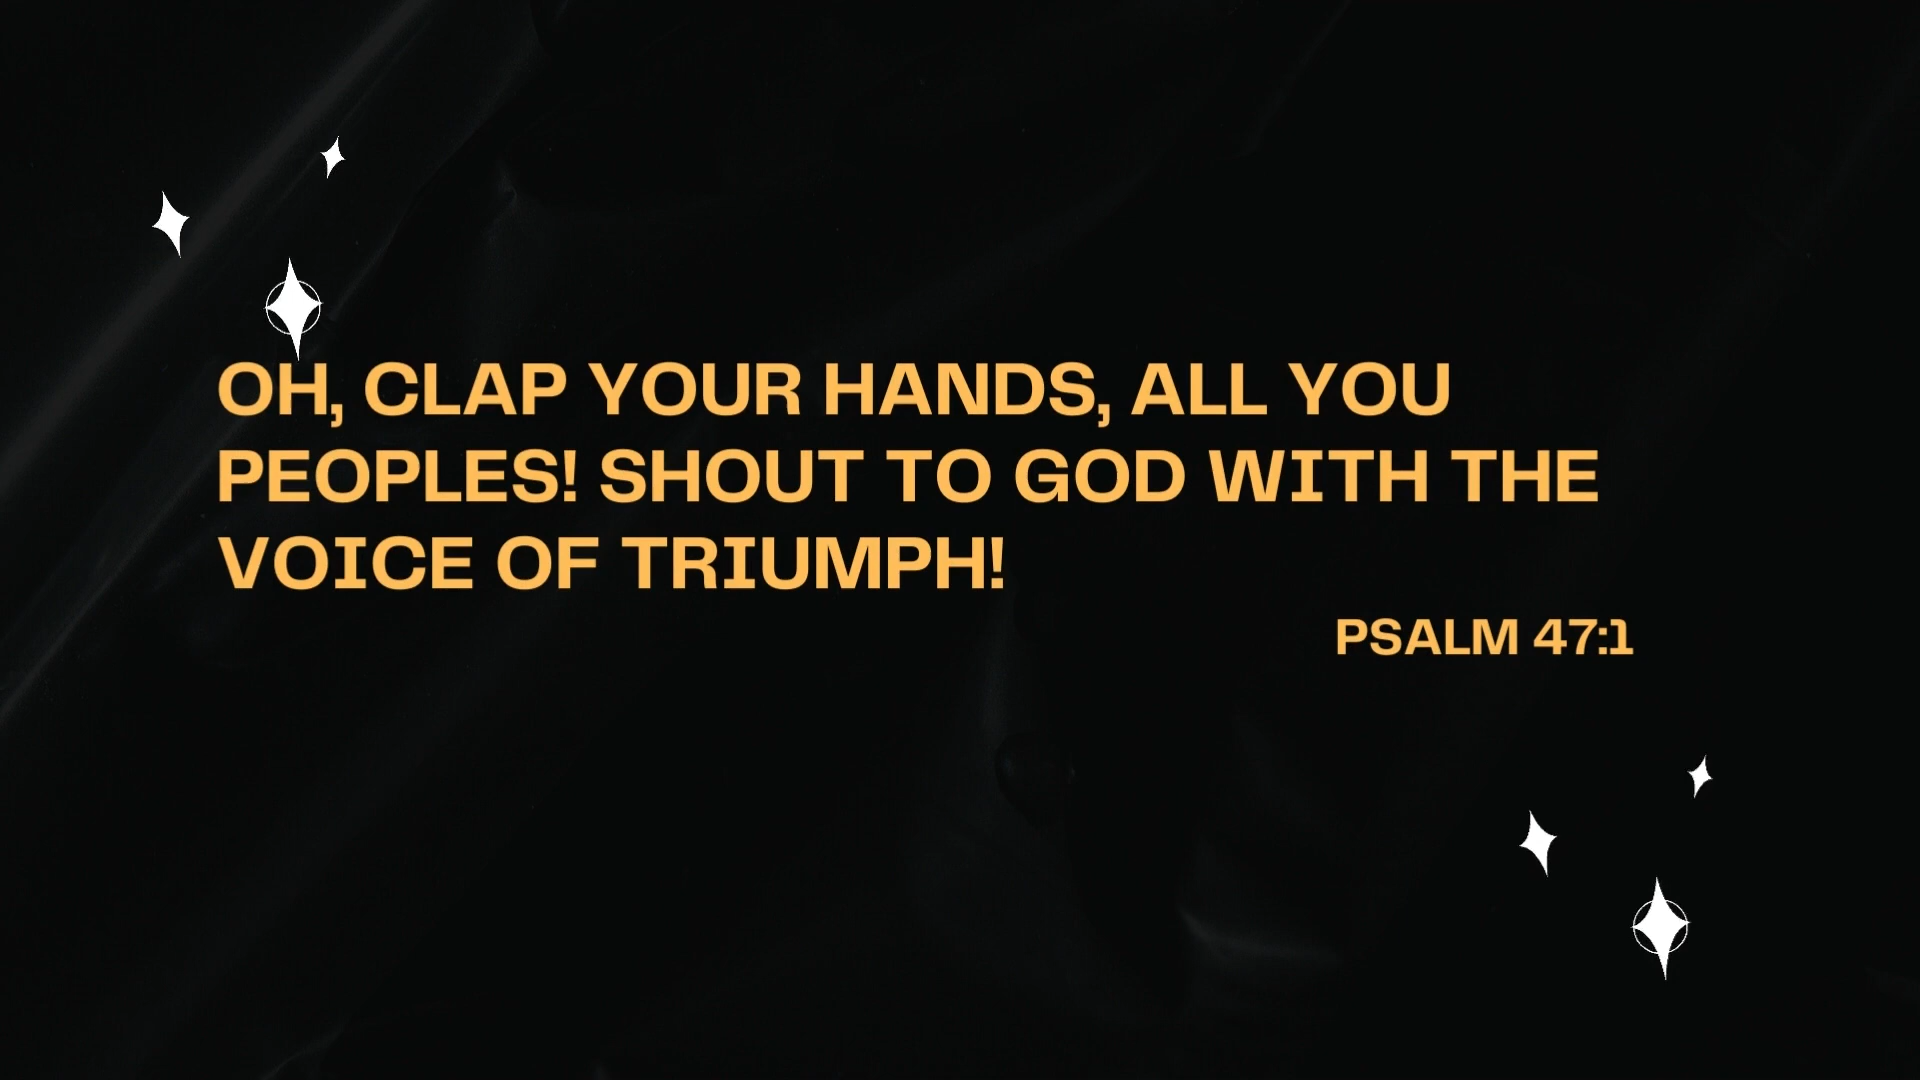 OH, CLAP YOUR HANDS, ALL YOU
PEOPLES! SHOUT TO GOD WITH THE
VOICE OF TRIUMPH!
PSALM 47:1